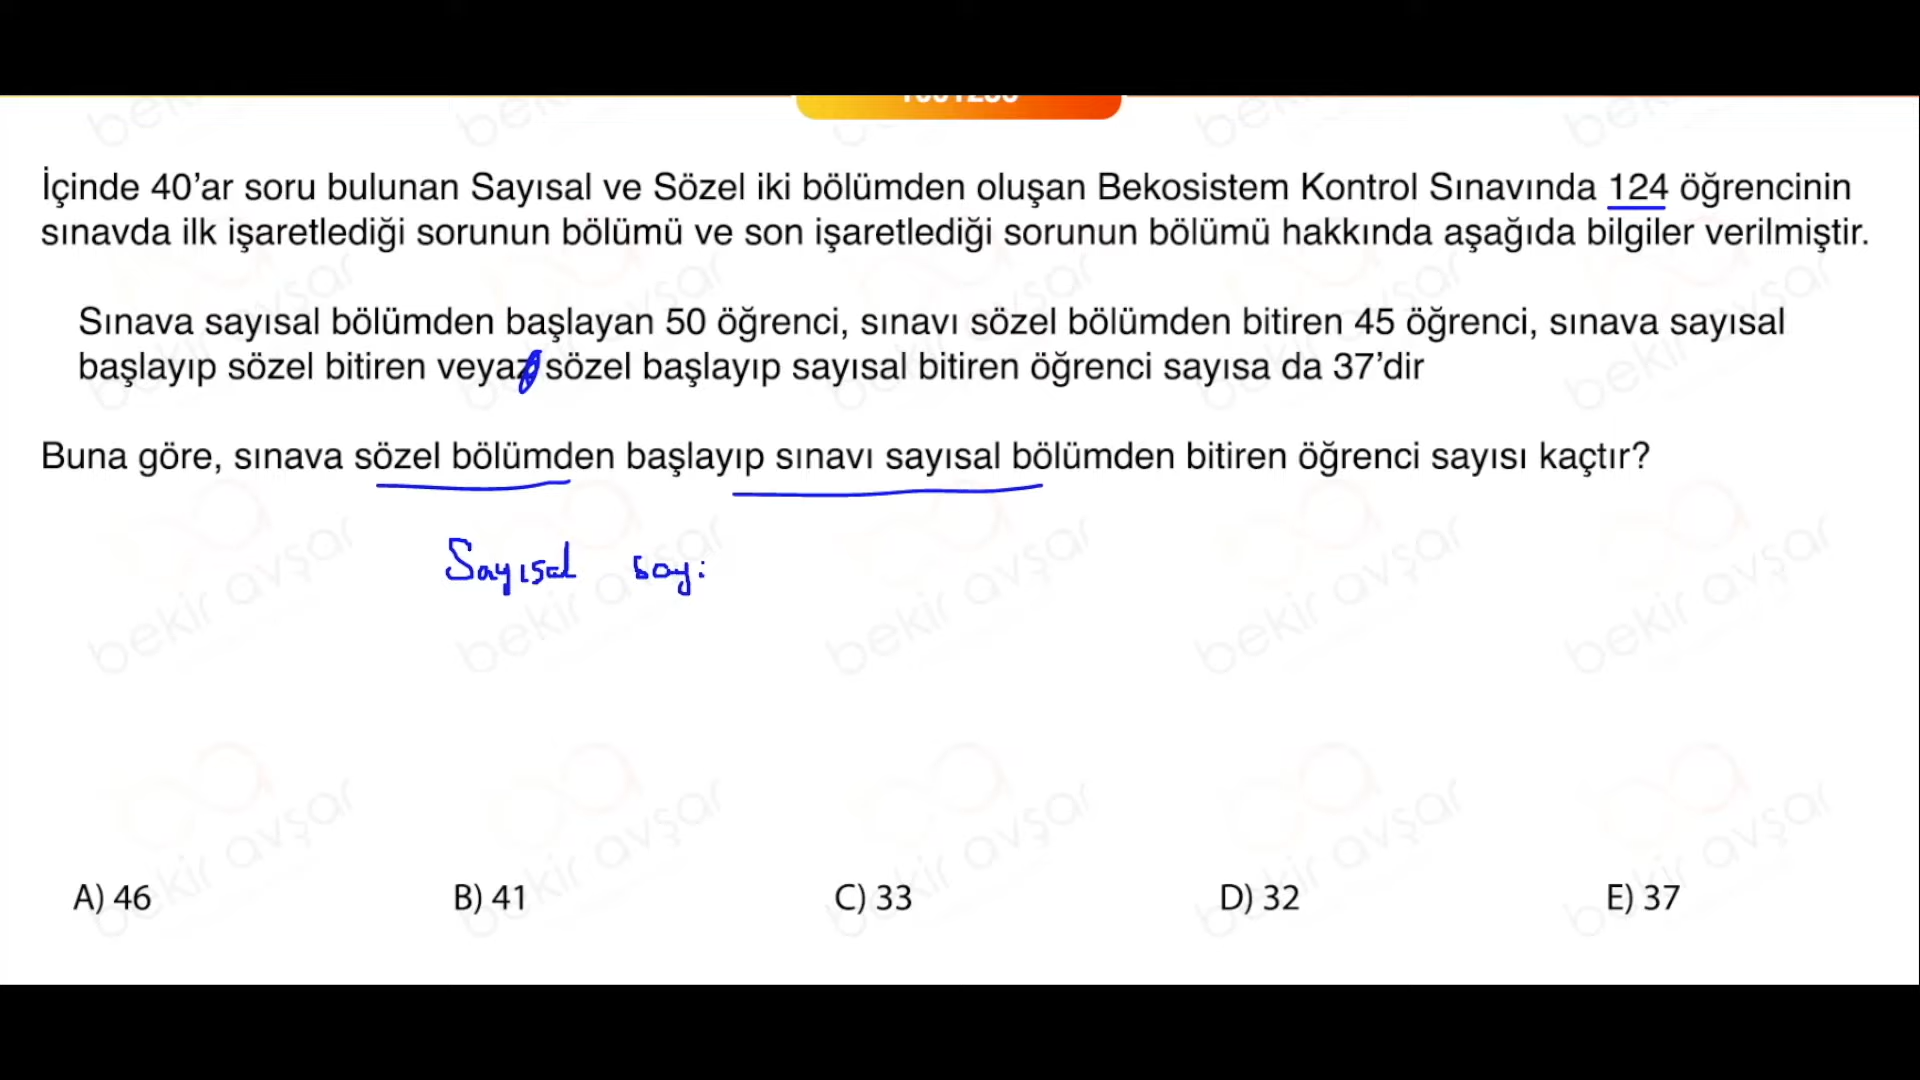 İçinde 40’ar soru bulunan Sayısal ve Sözel iki bölümden oluşan Bekosistem Kontrol Sınavında 124 öğrencinin
sınavda ilk işaretlediği sorunun bölümü ve son işaretlediği sorunun bölümü hakkında aşağıda bilgiler verilmiştir.
Sınava sayısal bölümden başlayan 50 öğrenci, sınavı sözel bölümden bitiren 45 öğrenci, sınava sayısal
başlayıp sözel bitiren veya sözel başlayıp sayısal bitiren öğrenci sayısa da 37’dir
Buna göre, sınava sözel bölümden başlayıp sınavı sayısal bölümden bitiren öğrenci sayısı kaçtır?
Sayısal
A) 46 B) 41 C) 33 D) 32 E) 37
bekir avşar